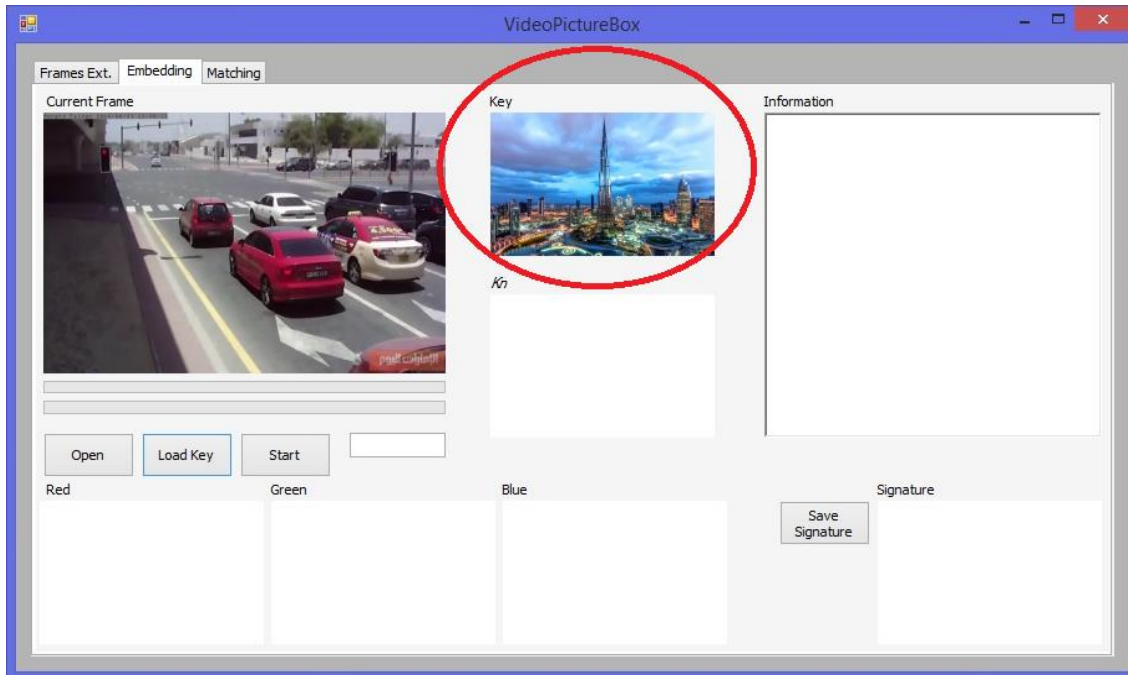 VideoPictureBox
Frames Ext. Embedding Matching
Current Frame
Key
Information
Kn
Open
Load Key
Start
Red
Green
Blue
Save
Signature
Signature